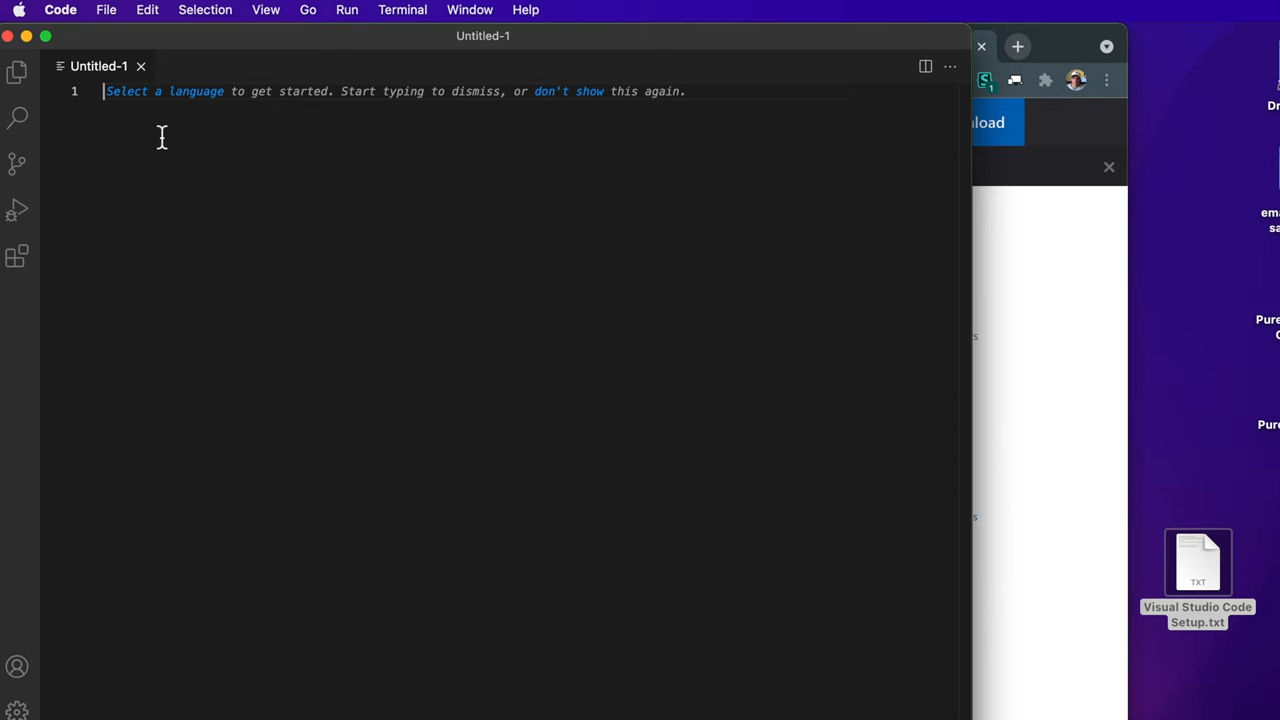 Code File Edit Selection View Go Run Terminal Window Help
Untitled-1
Untitled-1
1 Select a language to get started. Start typing to dismiss, or don't show this again.
1
TXT
Visual Studio Code
Setup.txt